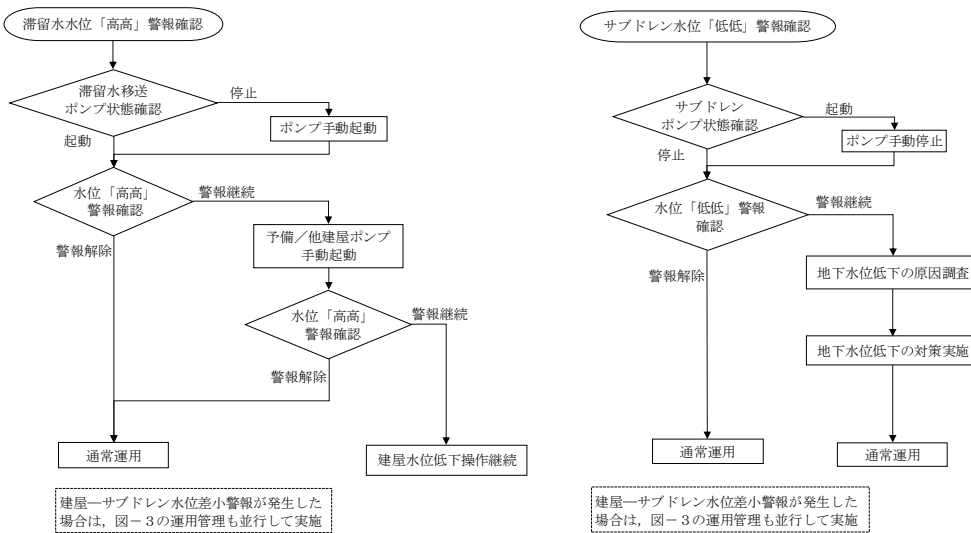 滞留水水位「高高」警報確認
滞留水移送
ポンプ状態確認
停止
ポンプ手動起動
起動
水位「高高」
警報確認
警報継続
予備／他建屋ポンプ
手動起動
警報解除
水位「高高」
警報確認
警報継続
警報解除
通常運用
建屋水位低下操作継続
建屋―サブドレン水位差小警報が発生した
場合は，図－３の運用管理も並行して実施
サブドレン水位「低低」警報確認
サブドレン
ポンプ状態確認
起動
ポンプ手動停止
停止
水位「低低」警報
確認
警報継続
地下水位低下の原因調査
警報解除
地下水位低下の対策実施
通常運用
通常運用
建屋―サブドレン水位差小警報が発生した
場合は，図－３の運用管理も並行して実施